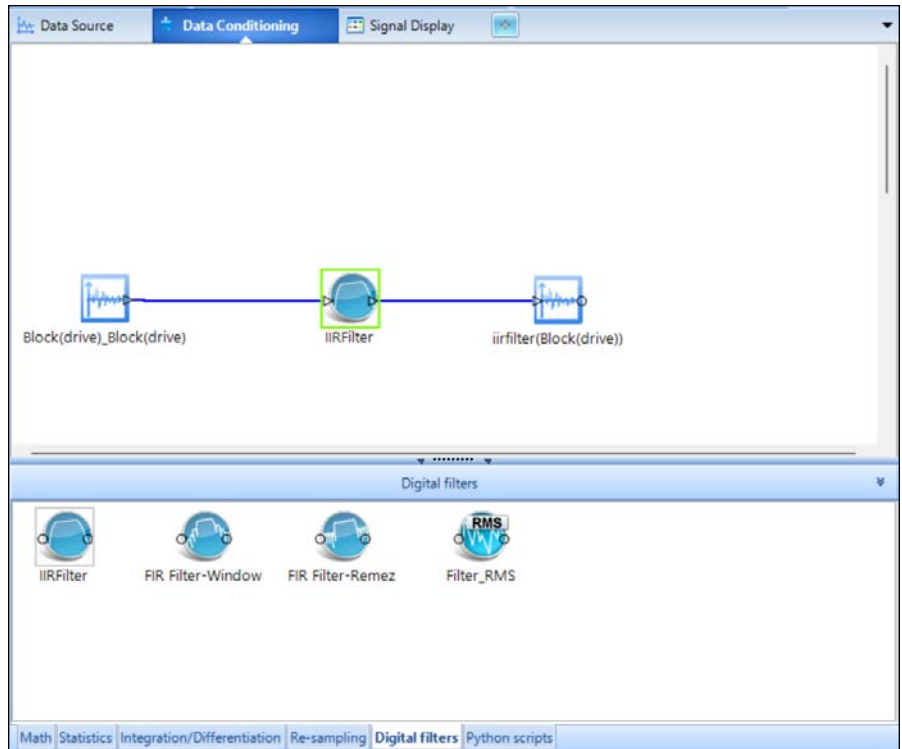 Data Source Data Conditioning Signal Display
Block(drive)_Block(drive) IIRFilter iirfilter(Block(drive))
Digital filters
RMS
IIRFilter FIR Filter-Window FIR Filter-Remez Filter_RMS
Math Statistics Integration/Differentiation Re-sampling Digital filters Python scripts